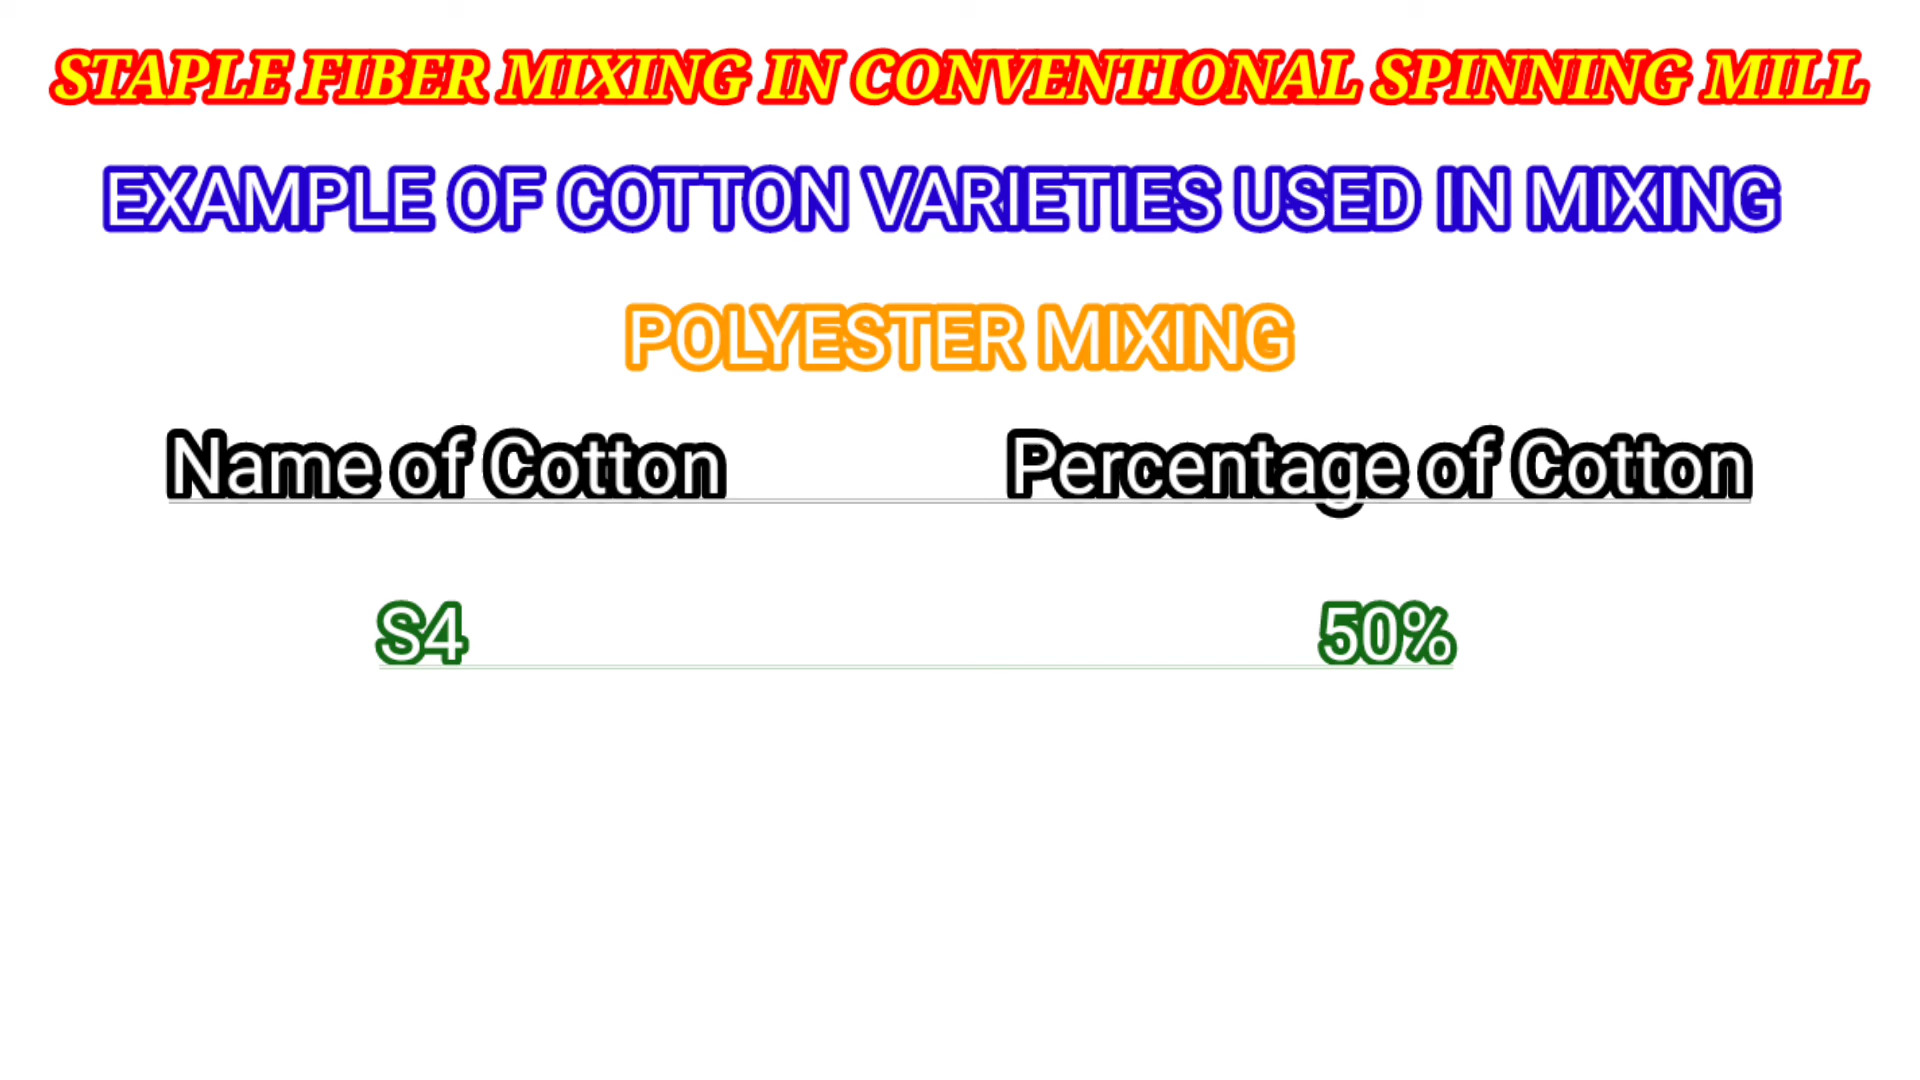 STAPLE FIBER MIXING IN CONVENTIONAL SPINNING MILL
EXAMPLE OF COTTON VARIETIES USED IN MIXING
POLYESTER MIXING
Name of Cotton Percentage of Cotton
S4 50%